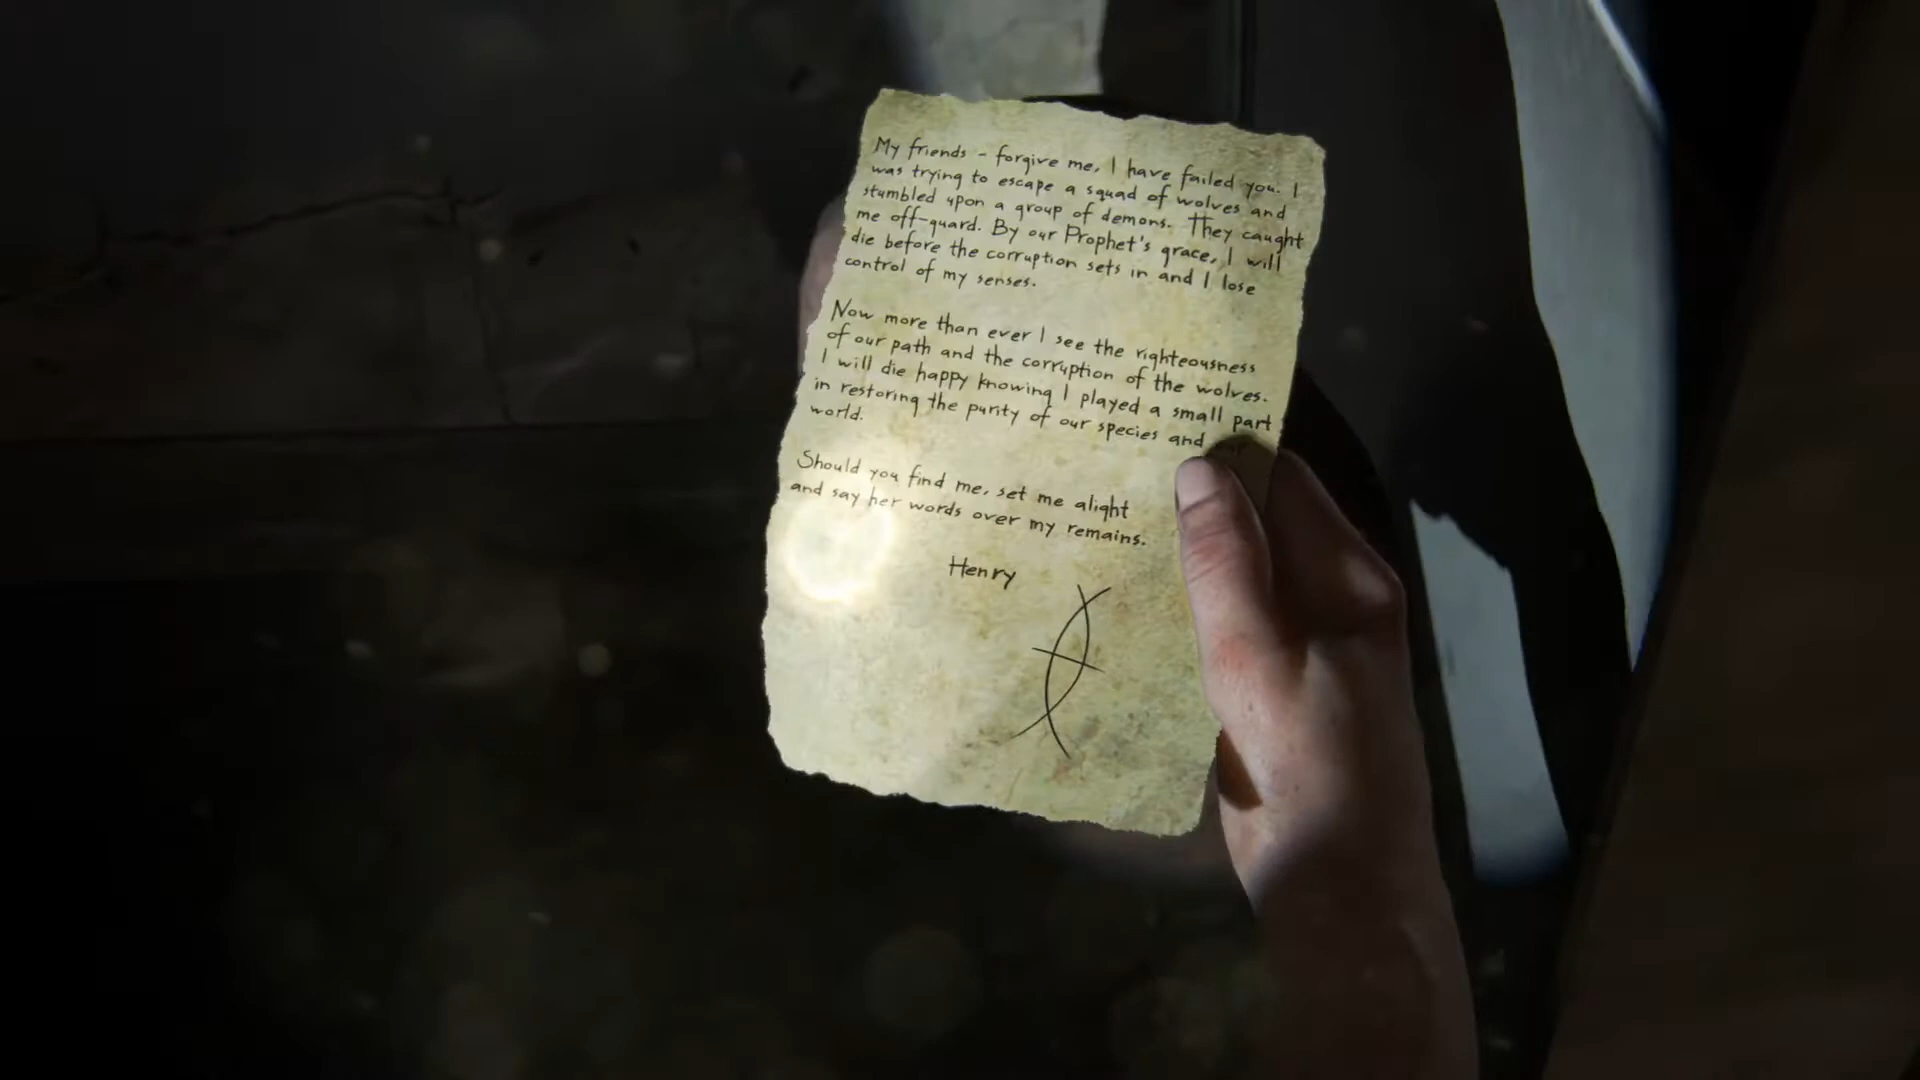 My friends - forgive me, I have failed you. I
was trying to escape a squad of wolves and
stumbled upon a group of demons. They caught
me off-guard. By our Prophet's grace, I will
die before the corruption sets in and I lose
control of my senses.
Now more than ever I see the righteousness
of our path and the corruption of the wolves.
I will die happy knowing I played a small part
in restoring the purity of our species and
world.
Should you find me, set me alight
and say her words over my remains.
Henry